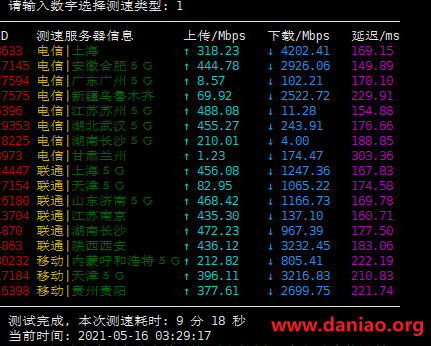 请输入数字选择测速类型: 1
D 测速服务器信息 上传/Mbps 下载/Mbps 延迟/ms
3633 电信|上海 ↑ 318.23 ↓ 4202.41 169.15
7145 电信|安徽合肥５Ｇ ↑ 444.78 ↓ 2926.06 149.89
27594 电信|广东广州５Ｇ ↑ 8.57 ↓ 102.21 170.10
27575 电信|新疆乌鲁木齐 ↑ 69.92 ↓ 2522.72 229.91
5396 电信|江苏苏州５Ｇ ↑ 488.08 ↓ 11.28 154.88
29353 电信|湖北武汉５Ｇ ↑ 455.27 ↓ 243.91 176.66
28225 电信|湖南长沙５Ｇ ↑ 210.01 ↓ 4.00 188.85
3973 电信|甘肃兰州 ↑ 1.23 ↓ 174.47 303.36
24447 联通|上海５Ｇ ↑ 456.08 ↓ 1247.36 167.83
27154 联通|天津５Ｇ ↑ 82.95 ↓ 1065.22 174.58
26180 联通|山东济南５Ｇ ↑ 468.42 ↓ 1166.73 169.78
13704 联通|江苏南京 ↑ 435.30 ↓ 137.10 160.71
4870 联通|湖南长沙 ↑ 472.23 ↓ 967.39 177.50
4863 联通|陕西西安 ↑ 436.12 ↓ 3232.45 183.06
30232 移动|内蒙呼和浩特５Ｇ ↑ 212.82 ↓ 805.41 222.19
17184 移动|天津５Ｇ ↑ 396.11 ↓ 3216.83 210.83
16398 移动|贵州贵阳 ↑ 377.61 ↓ 2699.75 221.74
测试完成, 本次测速耗时: 9 分 18 秒
当前时间: 2021-05-16 03:29:17
www.daniao.org